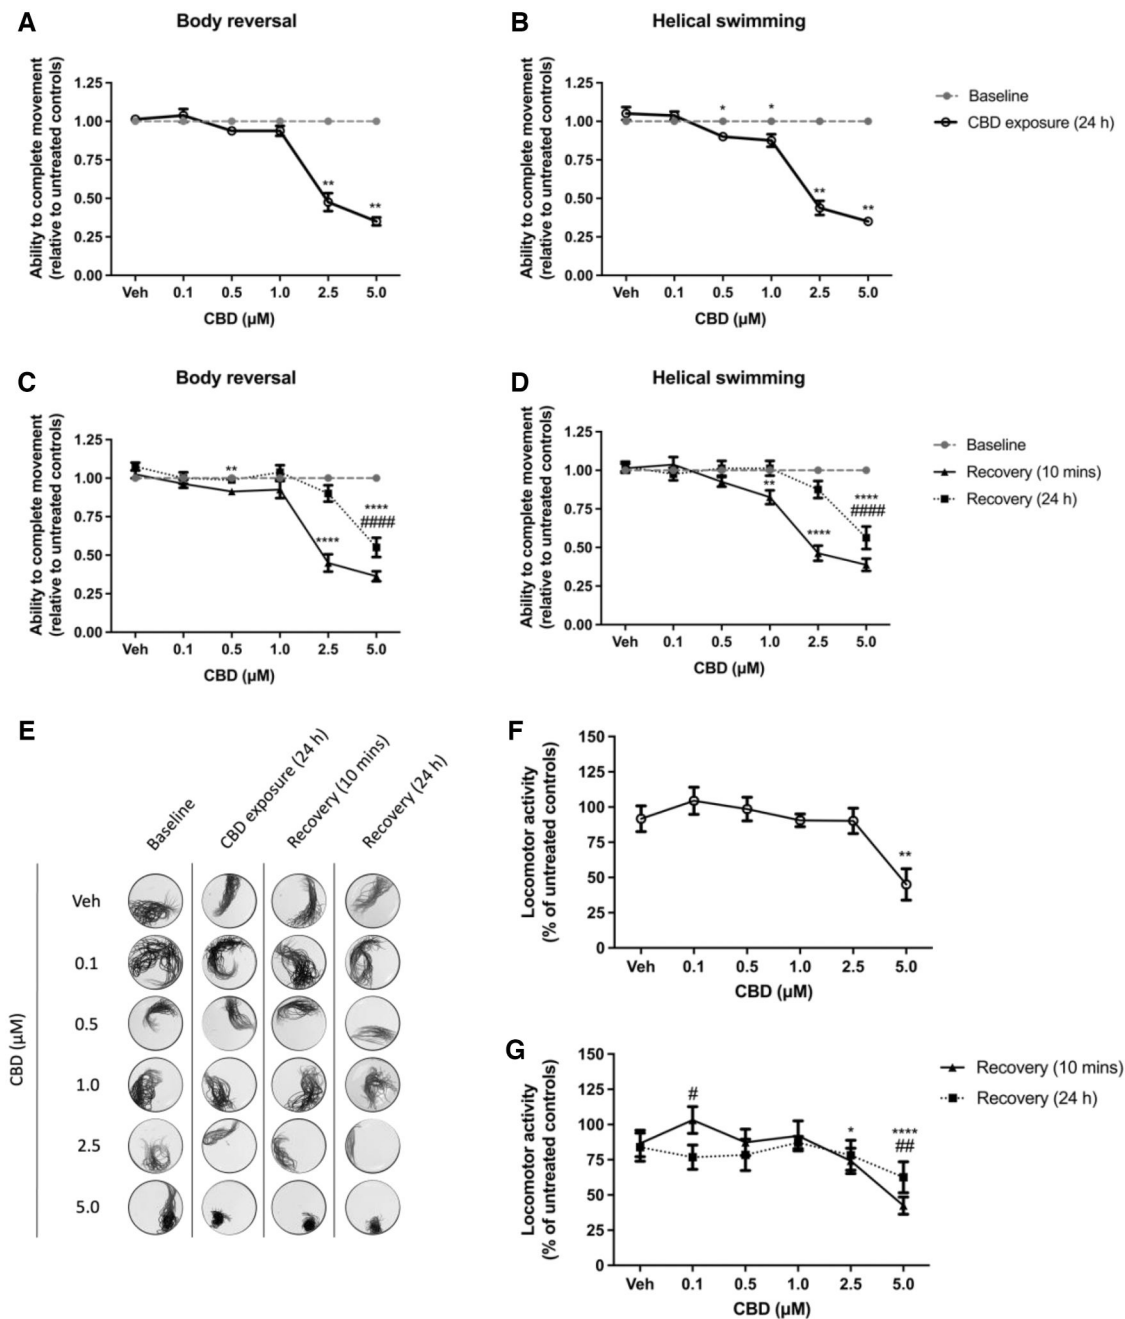 A
Body reversal
Ability to complete movement
(relative to untreated controls)
1.25
1.00
0.75
0.50
0.25
0.00
**
**
Veh 0.1 0.5 1.0 2.5 5.0
CBD (µM)
B
Helical swimming
Ability to complete movement
(relative to untreated controls)
1.25
1.00
0.75
0.50
0.25
0.00
*
*
**
**
Veh 0.1 0.5 1.0 2.5 5.0
CBD (µM)
Baseline
CBD exposure (24 h)
C
Body reversal
Ability to complete movement
(relative to untreated controls)
1.25
1.00
0.75
0.50
0.25
0.00
**
****
****
####
Veh 0.1 0.5 1.0 2.5 5.0
CBD (µM)
D
Helical swimming
Ability to complete movement
(relative to untreated controls)
1.25
1.00
0.75
0.50
0.25
0.00
**
****
****
####
Veh 0.1 0.5 1.0 2.5 5.0
CBD (µM)
Baseline
Recovery (10 mins)
Recovery (24 h)
E
Baseline
CBD exposure (24 h)
Recovery (10 mins)
Recovery (24 h)
CBD (µM)
Veh
0.1
0.5
1.0
2.5
5.0
F
Locomotor activity
(% of untreated controls)
150
125
100
75
50
25
0
**
Veh 0.1 0.5 1.0 2.5 5.0
CBD (µM)
G
Locomotor activity
(% of untreated controls)
150
125
100
75
50
25
0
#
*
****
##
Veh 0.1 0.5 1.0 2.5 5.0
CBD (µM)
Recovery (10 mins)
Recovery (24 h)